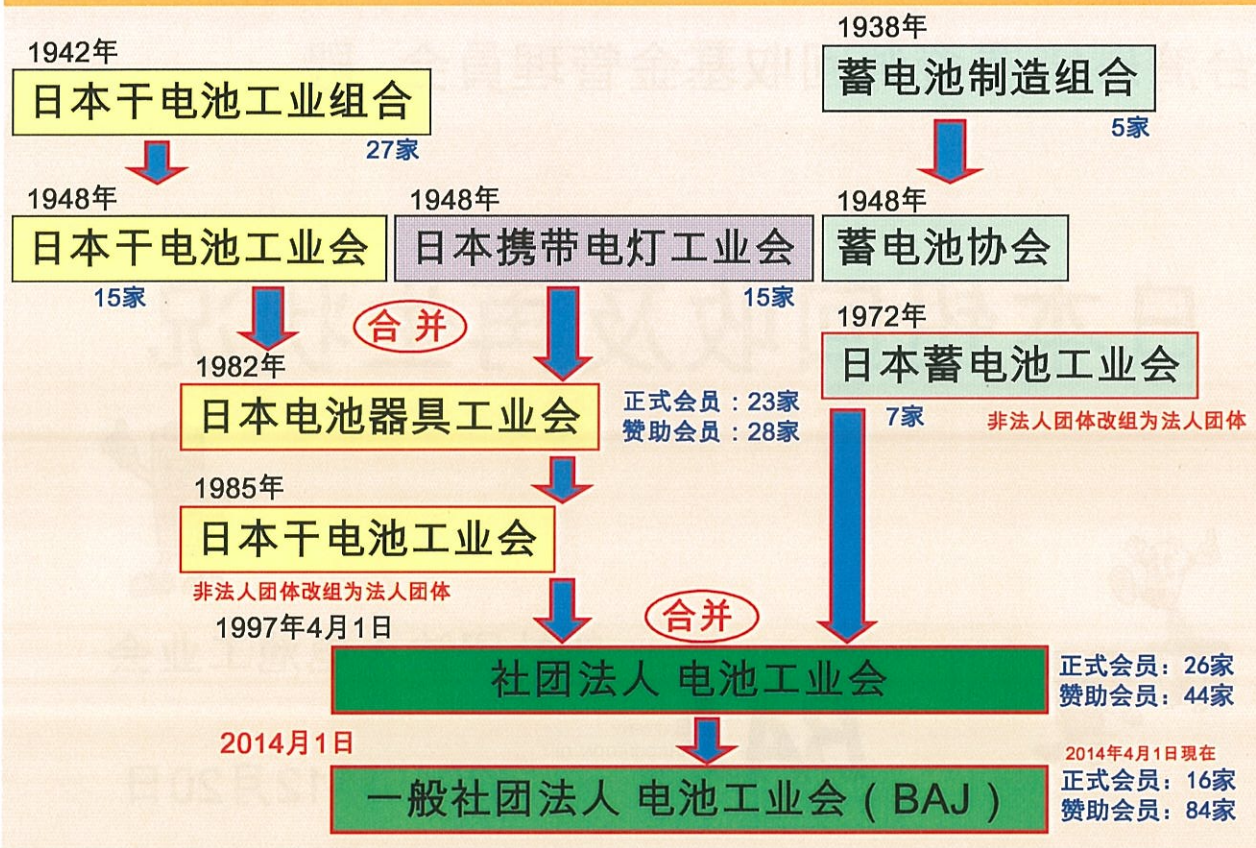 1942年
日本干电池工业组合
27家
1938年
蓄电池制造组合
5家
1948年
日本干电池工业会
15家
1948年
日本携带电灯工业会
15家
1948年
蓄电池协会
合并
1972年
日本蓄电池工业会
7家
非法人团体改组为法人团体
1982年
日本电池器具工业会
正式会员：23家
赞助会员：28家
1985年
日本干电池工业会
非法人团体改组为法人团体
1997年4月1日
合并
社团法人 电池工业会
正式会员：26家
赞助会员：44家
2014月1日
一般社团法人 电池工业会（BAJ）
2014年4月1日现在
正式会员：16家
赞助会员：84家